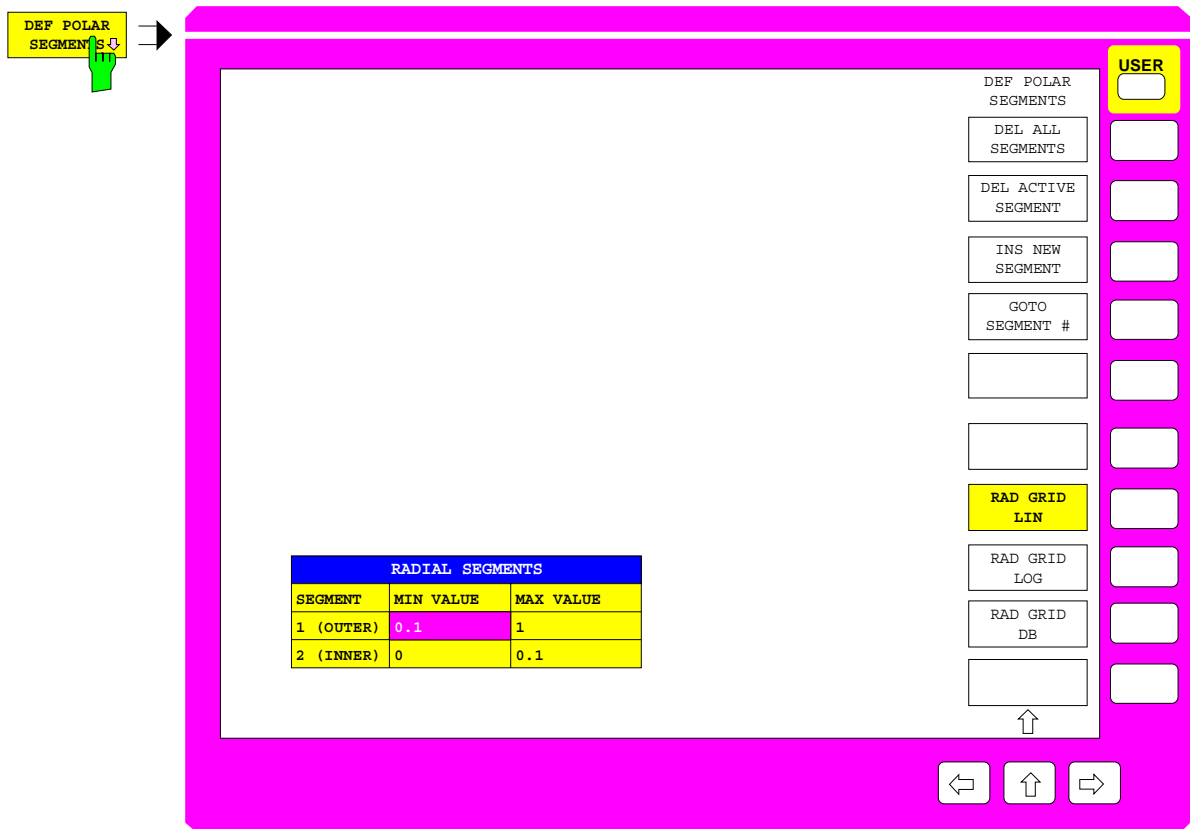 DEF POLAR
SEGMENTS
USER
DEF POLAR
SEGMENTS
DEL ALL
SEGMENTS
DEL ACTIVE
SEGMENT
INS NEW
SEGMENT
GOTO
SEGMENT #
RAD GRID
LIN
RAD GRID
LOG
RAD GRID
DB
RADIAL SEGMENTS
SEGMENT MIN VALUE MAX VALUE
1 (OUTER) 0.1 1
2 (INNER) 0 0.1